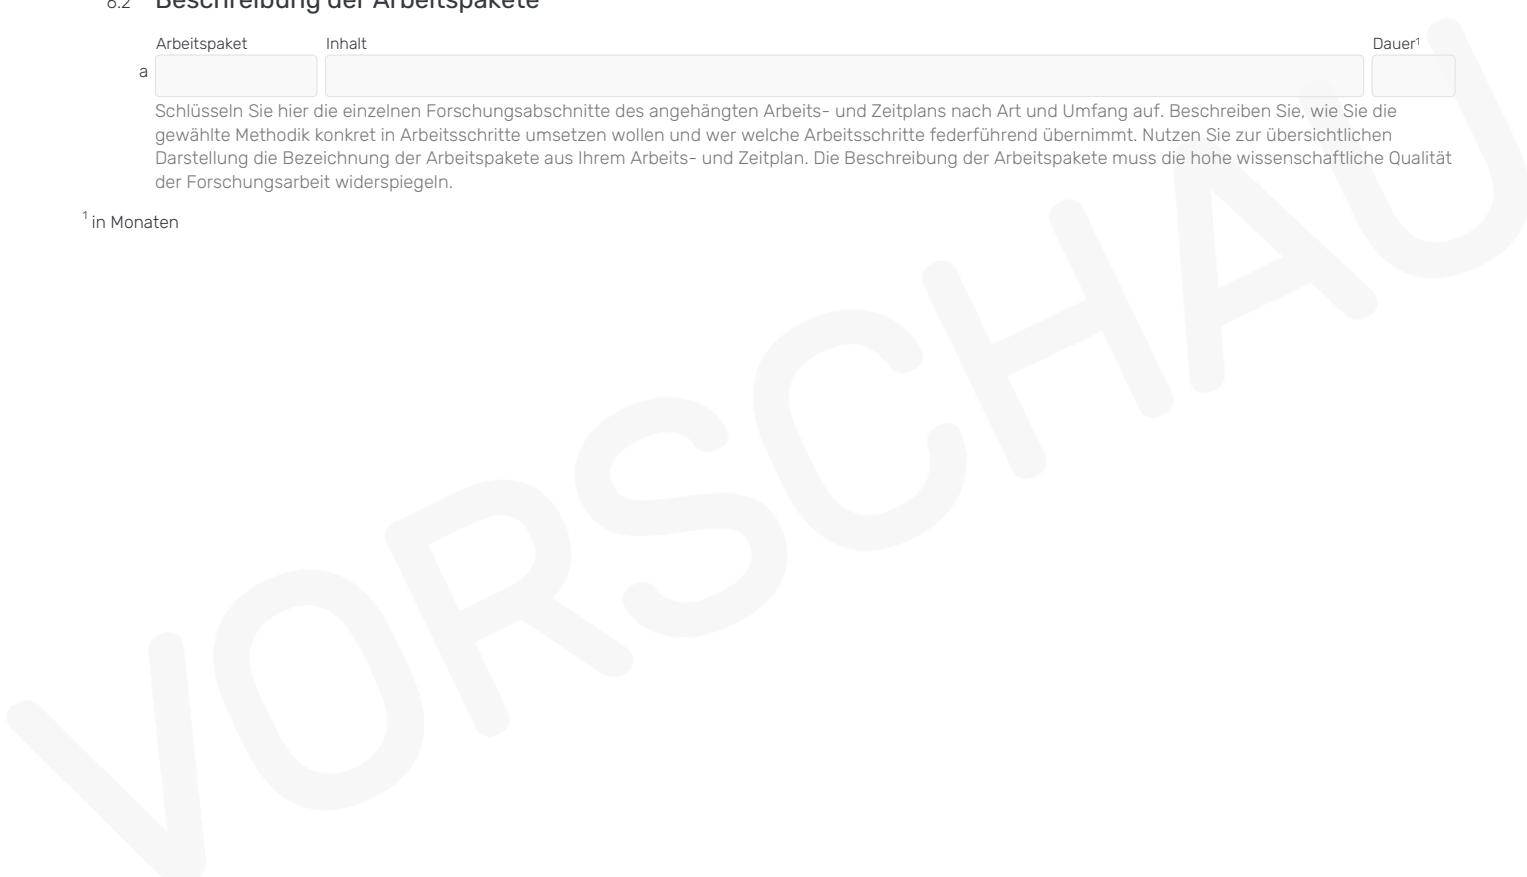 6.2 Beschreibung der Arbeitspakete
Arbeitspaket Inhalt Dauer¹
a
Schlüsseln Sie hier die einzelnen Forschungsabschnitte des angehängten Arbeits- und Zeitplans nach Art und Umfang auf. Beschreiben Sie, wie Sie die
gewählte Methodik konkret in Arbeitsschritte umsetzen wollen und wer welche Arbeitsschritte federführend übernimmt. Nutzen Sie zur übersichtlichen
Darstellung die Bezeichnung der Arbeitspakete aus Ihrem Arbeits- und Zeitplan. Die Beschreibung der Arbeitspakete muss die hohe wissenschaftliche Qualität
der Forschungsarbeit widerspiegeln.
¹ in Monaten
VORSCHAU